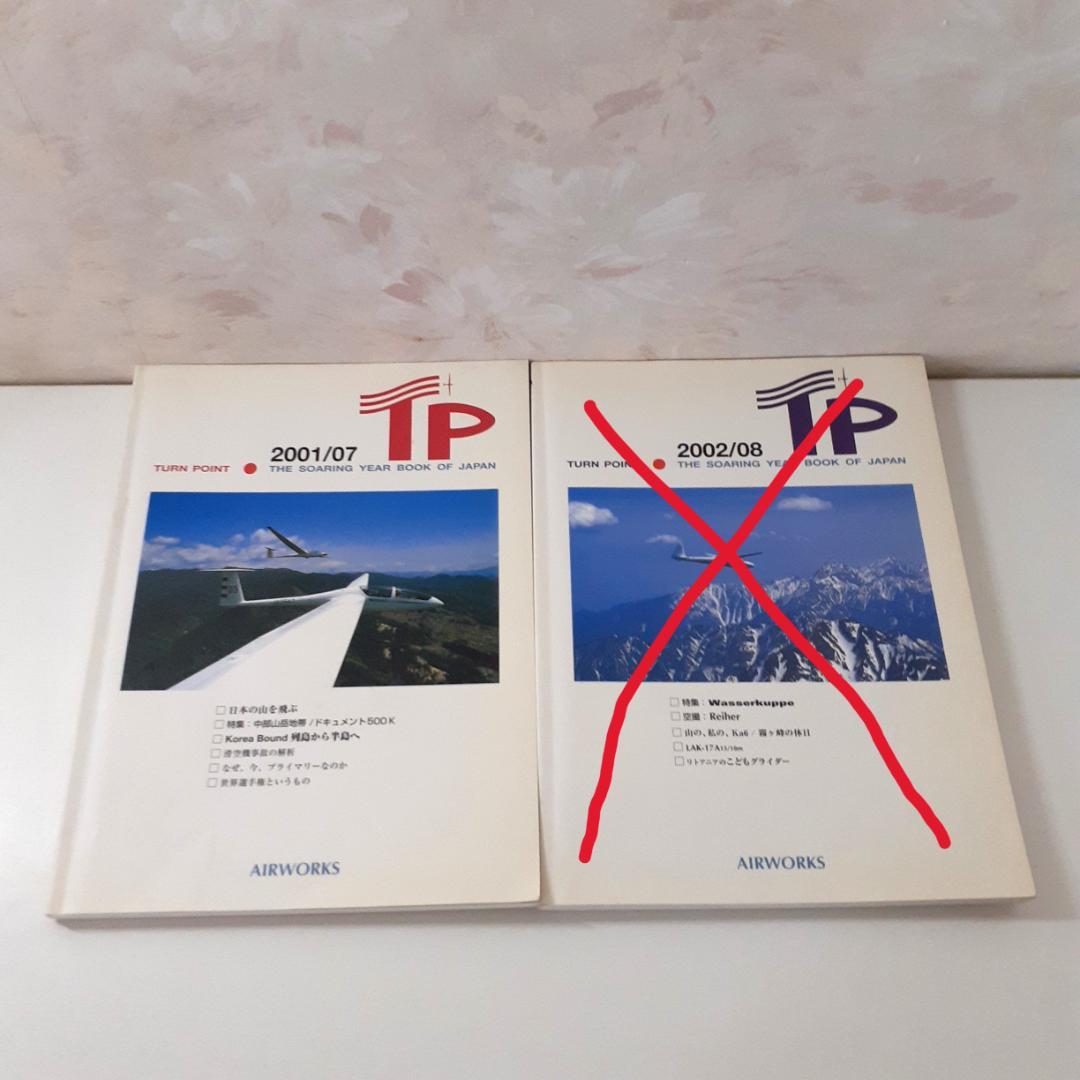 TP
2001/07
TURN POINT ● THE SOARING YEAR BOOK OF JAPAN
□ 日本の山を飛ぶ
□ 特集：中部山岳地帯/ドキュメント500K
□ Korea Bound 列島から半島へ
□ 滑空機事故の解析
□ なぜ、今、プライマリーなのか
□ 世界選手権というもの
AIRWORKS
TP
2002/08
TURN POINT ● THE SOARING YEAR BOOK OF JAPAN
□ 特集：Wasserkuppe
□ 空撮：Reiher
□ 山の、私の、Ka6 / 霧ヶ峰の休日
□ LAK-17A 15/18m
□ リトアニアのこどもグライダー
AIRWORKS